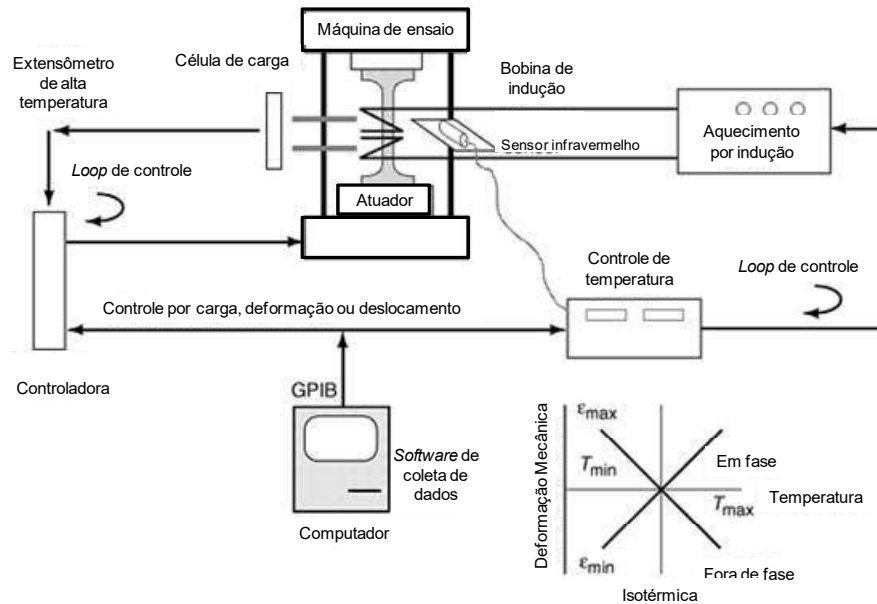 Máquina de ensaio
Célula de carga
Extensômetro
de alta
temperatura
Bobina de
indução
Aquecimento
por indução
Sensor infravermelho
Loop de controle
Atuador
Controle de
temperatura
Loop de controle
Controle por carga, deformação ou deslocamento
Controladora
GPIB
Software de
coleta de
dados
Computador
Deformação Mecânica
εmax
Tmin
Em fase
Temperatura
Tmax
εmin
Fora de fase
Isotérmica